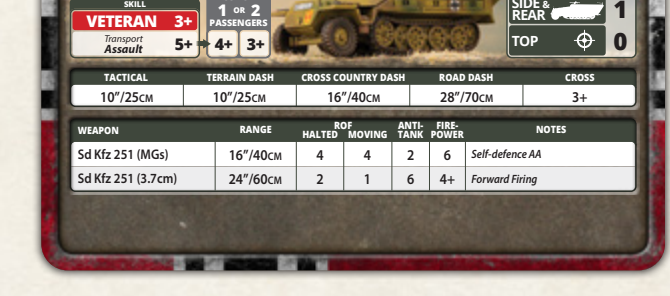 SKILL
VETERAN 3+
Transport
Assault 5+ 4+ 3+
1 OR 2
PASSENGERS
SIDE &
REAR 1
TOP 0
TACTICAL TERRAIN DASH CROSS COUNTRY DASH ROAD DASH CROSS
10"/25CM 10"/25CM 16"/40CM 28"/70CM 3+
WEAPON RANGE ROF HALTED MOVING ANTI-TANK FIRE-POWER NOTES
Sd Kfz 251 (MGs) 16"/40CM 4 4 2 6 Self-defence AA
Sd Kfz 251 (3.7cm) 24"/60CM 2 1 6 4+ Forward Firing